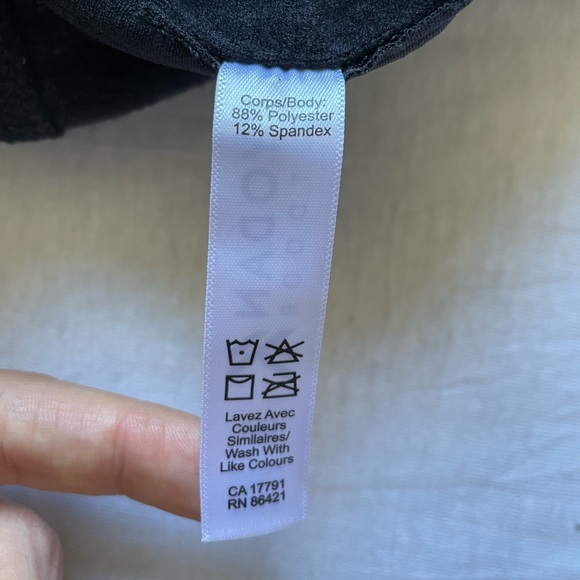 Corps/Body:
88% Polyester
12% Spandex
Lavez Avec
Couleurs
Similaires/
Wash With
Like Colours
CA 17791
RN 86421